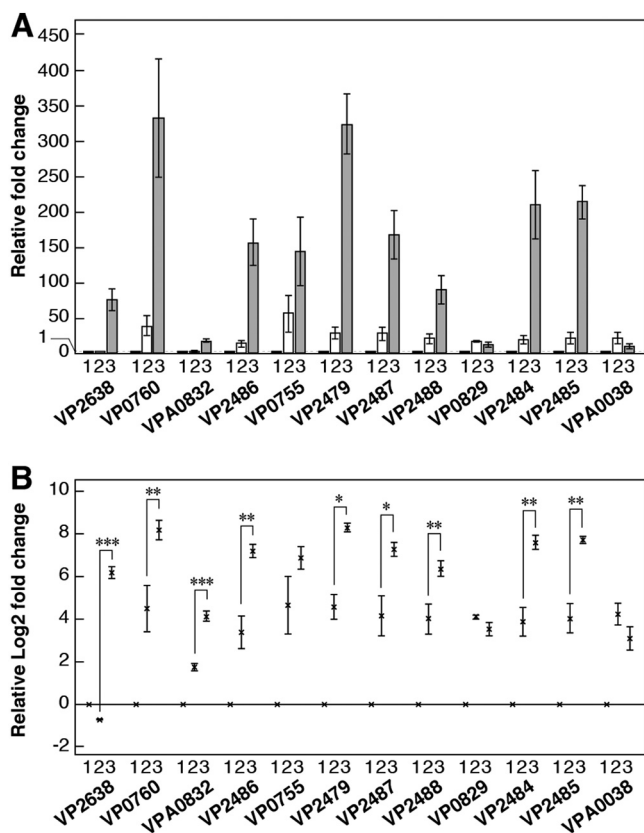 A
Relative fold change
450
400
350
300
250
200
150
100
50
1
0
123 123 123 123 123 123 123 123 123 123 123 123
VP2638 VP0760 VPA0832 VP2486 VP0755 VP2479 VP2487 VP2488 VP0829 VP2484 VP2485 VPA0038
B
Relative Log2 fold change
10
8
6
4
2
0
-2
*** ** *** ** * * ** ** **
123 123 123 123 123 123 123 123 123 123 123 123
VP2638 VP0760 VPA0832 VP2486 VP0755 VP2479 VP2487 VP2488 VP0829 VP2484 VP2485 VPA0038